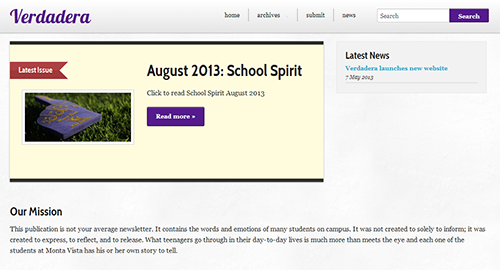 Verdadera
home
archives
submit
news
Search
Search
Latest Issue
August 2013: School Spirit
Click to read School Spirit August 2013
Read more »
Latest News
Verdadera launches new website
7 May 2013
Our Mission
This publication is not your average newsletter. It contains the words and emotions of many students on campus. It was not created to solely to inform; it was
created to express, to reflect, and to release. What teenagers go through in their day-to-day lives is much more than meets the eye and each one of the
students at Monta Vista has his or her own story to tell.